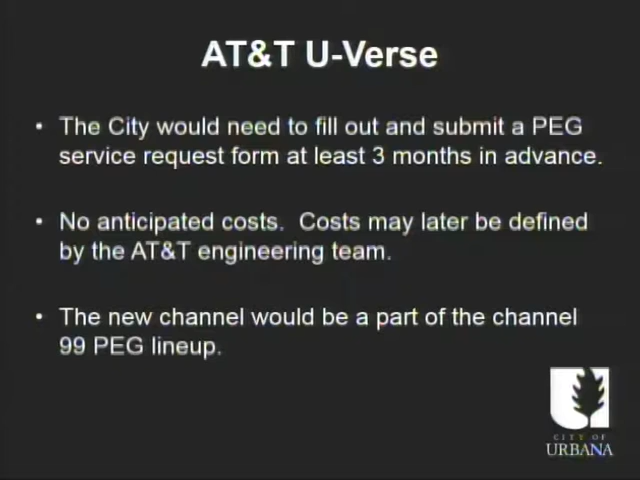 AT&T U-Verse
• The City would need to fill out and submit a PEG
service request form at least 3 months in advance.
• No anticipated costs.  Costs may later be defined
by the AT&T engineering team.
• The new channel would be a part of the channel
99 PEG lineup.
CITY OF
URBANA